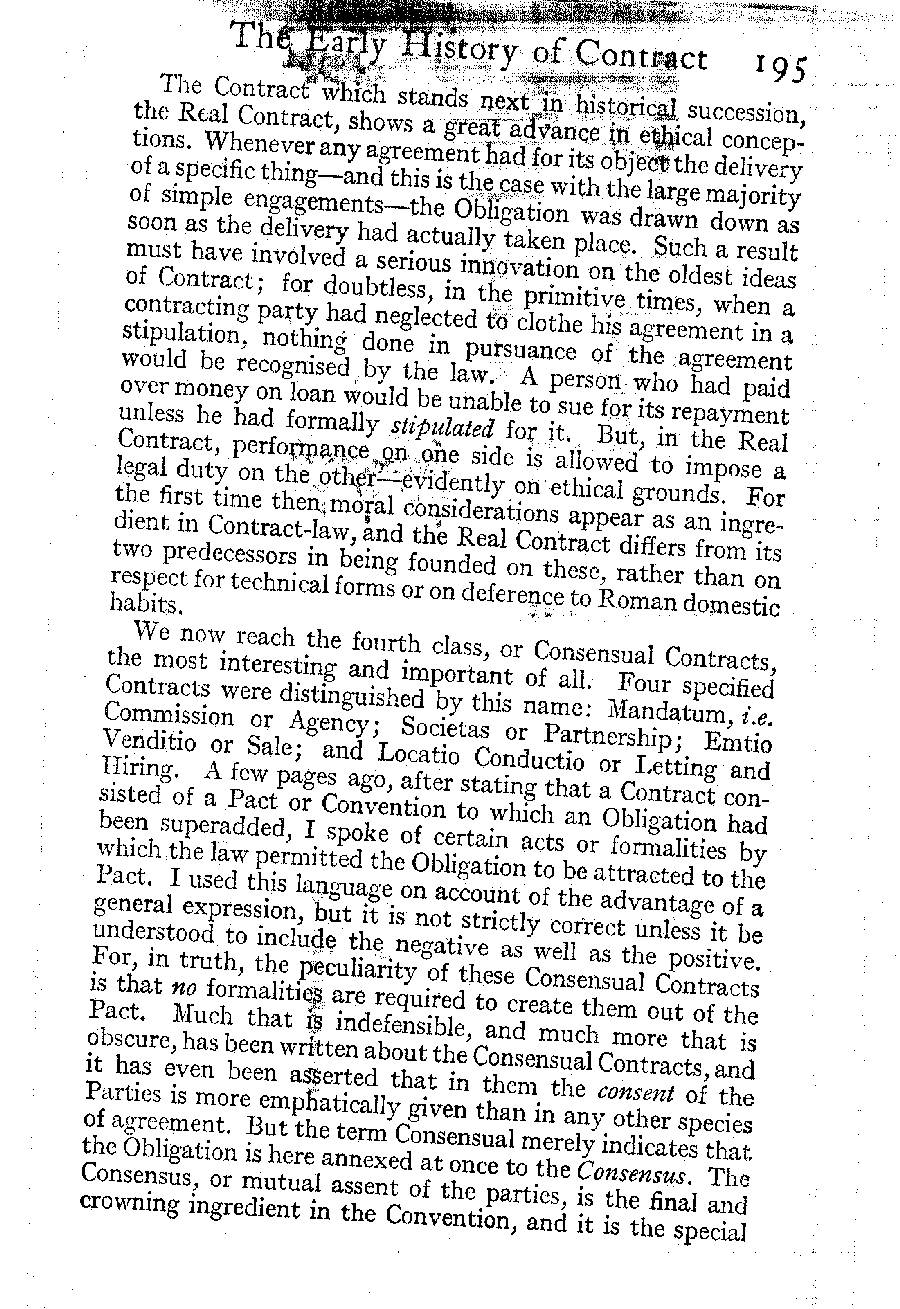 The Early History of Contract 195
The Contract which stands next in historical succession,
the Real Contract, shows a great advance in ethical concep-
tions. Whenever any agreement had for its object the delivery
of a specific thing—and this is the case with the large majority
of simple engagements—the Obligation was drawn down as
soon as the delivery had actually taken place. Such a result
must have involved a serious innovation on the oldest ideas
of Contract; for doubtless, in the primitive times, when a
contracting party had neglected to clothe his agreement in a
stipulation, nothing done in pursuance of the agreement
would be recognised by the law. A person who had paid
over money on loan would be unable to sue for its repayment
unless he had formally stipulated for it. But, in the Real
Contract, performance on one side is allowed to impose a
legal duty on the other—evidently on ethical grounds. For
the first time then moral considerations appear as an ingre-
dient in Contract-law, and the Real Contract differs from its
two predecessors in being founded on these, rather than on
respect for technical forms or on deference to Roman domestic
habits.
We now reach the fourth class, or Consensual Contracts,
the most interesting and important of all. Four specified
Contracts were distinguished by this name: Mandatum, i.e.
Commission or Agency; Societas or Partnership; Emtio
Venditio or Sale; and Locatio Conductio or Letting and
Hiring. A few pages ago, after stating that a Contract con-
sisted of a Pact or Convention to which an Obligation had
been superadded, I spoke of certain acts or formalities by
which the law permitted the Obligation to be attracted to the
Pact. I used this language on account of the advantage of a
general expression, but it is not strictly correct unless it be
understood to include the negative as well as the positive.
For, in truth, the peculiarity of these Consensual Contracts
is that no formalities are required to create them out of the
Pact. Much that is indefensible, and much more that is
obscure, has been written about the Consensual Contracts, and
it has even been asserted that in them the consent of the
Parties is more emphatically given than in any other species
of agreement. But the term Consensual merely indicates that
the Obligation is here annexed at once to the Consensus. The
Consensus, or mutual assent of the parties, is the final and
crowning ingredient in the Convention, and it is the special